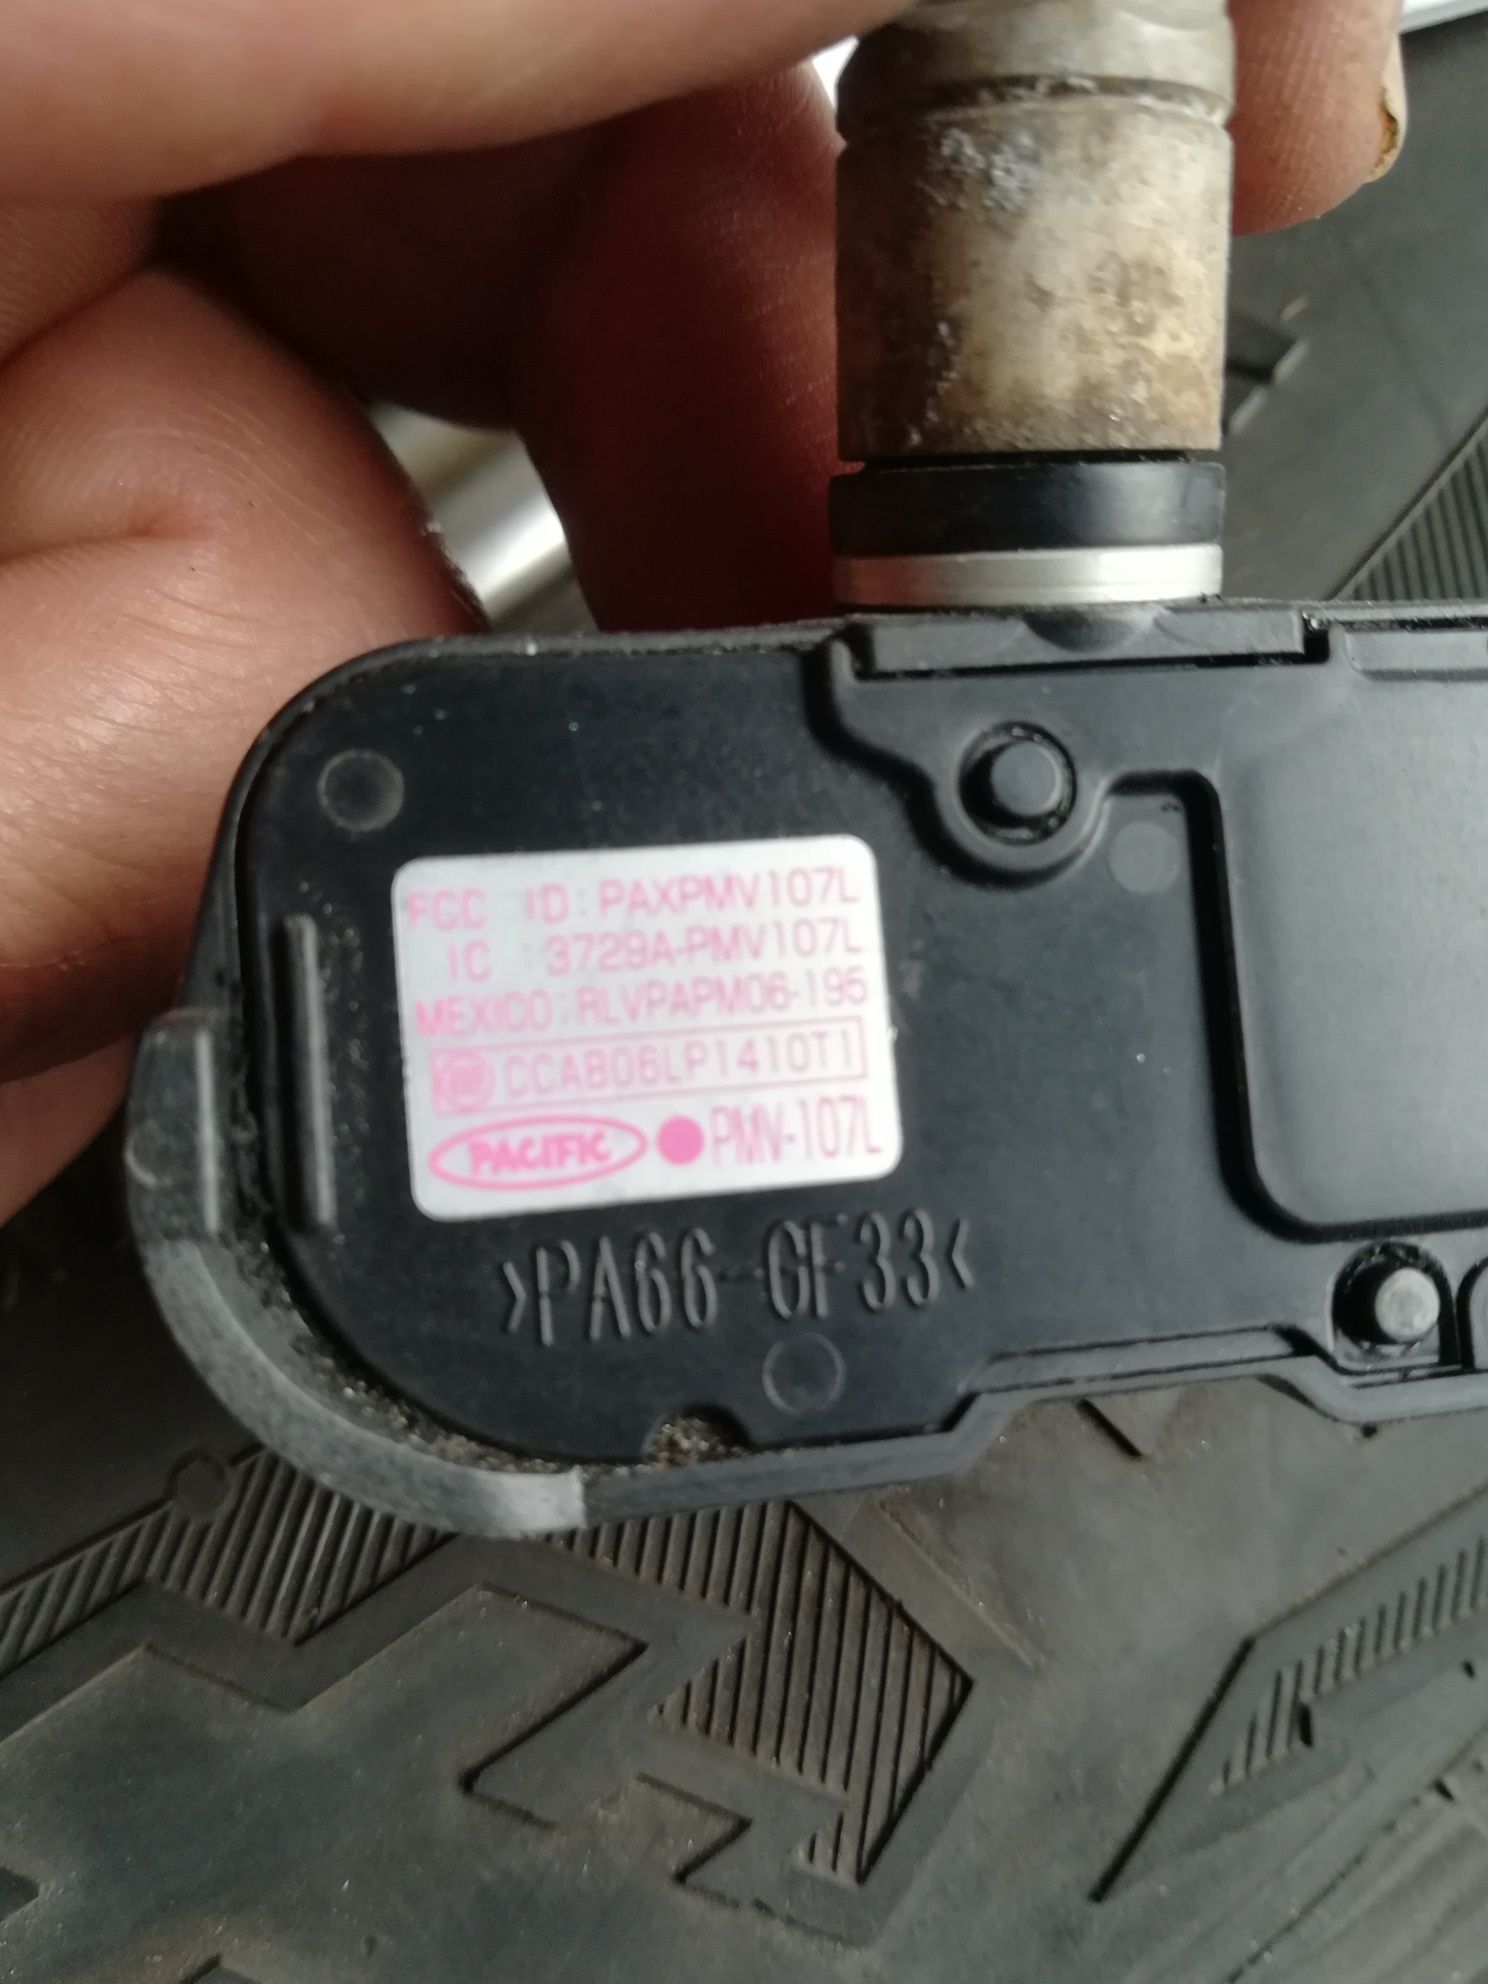 FCC ID: PAXPMV107L
IC : 3729A-PMV107L
MEXICO: RLVPAPM06-195
CCAB06LP1410T1
PACIFIC ●PMV-107L
>PA66-GF33<